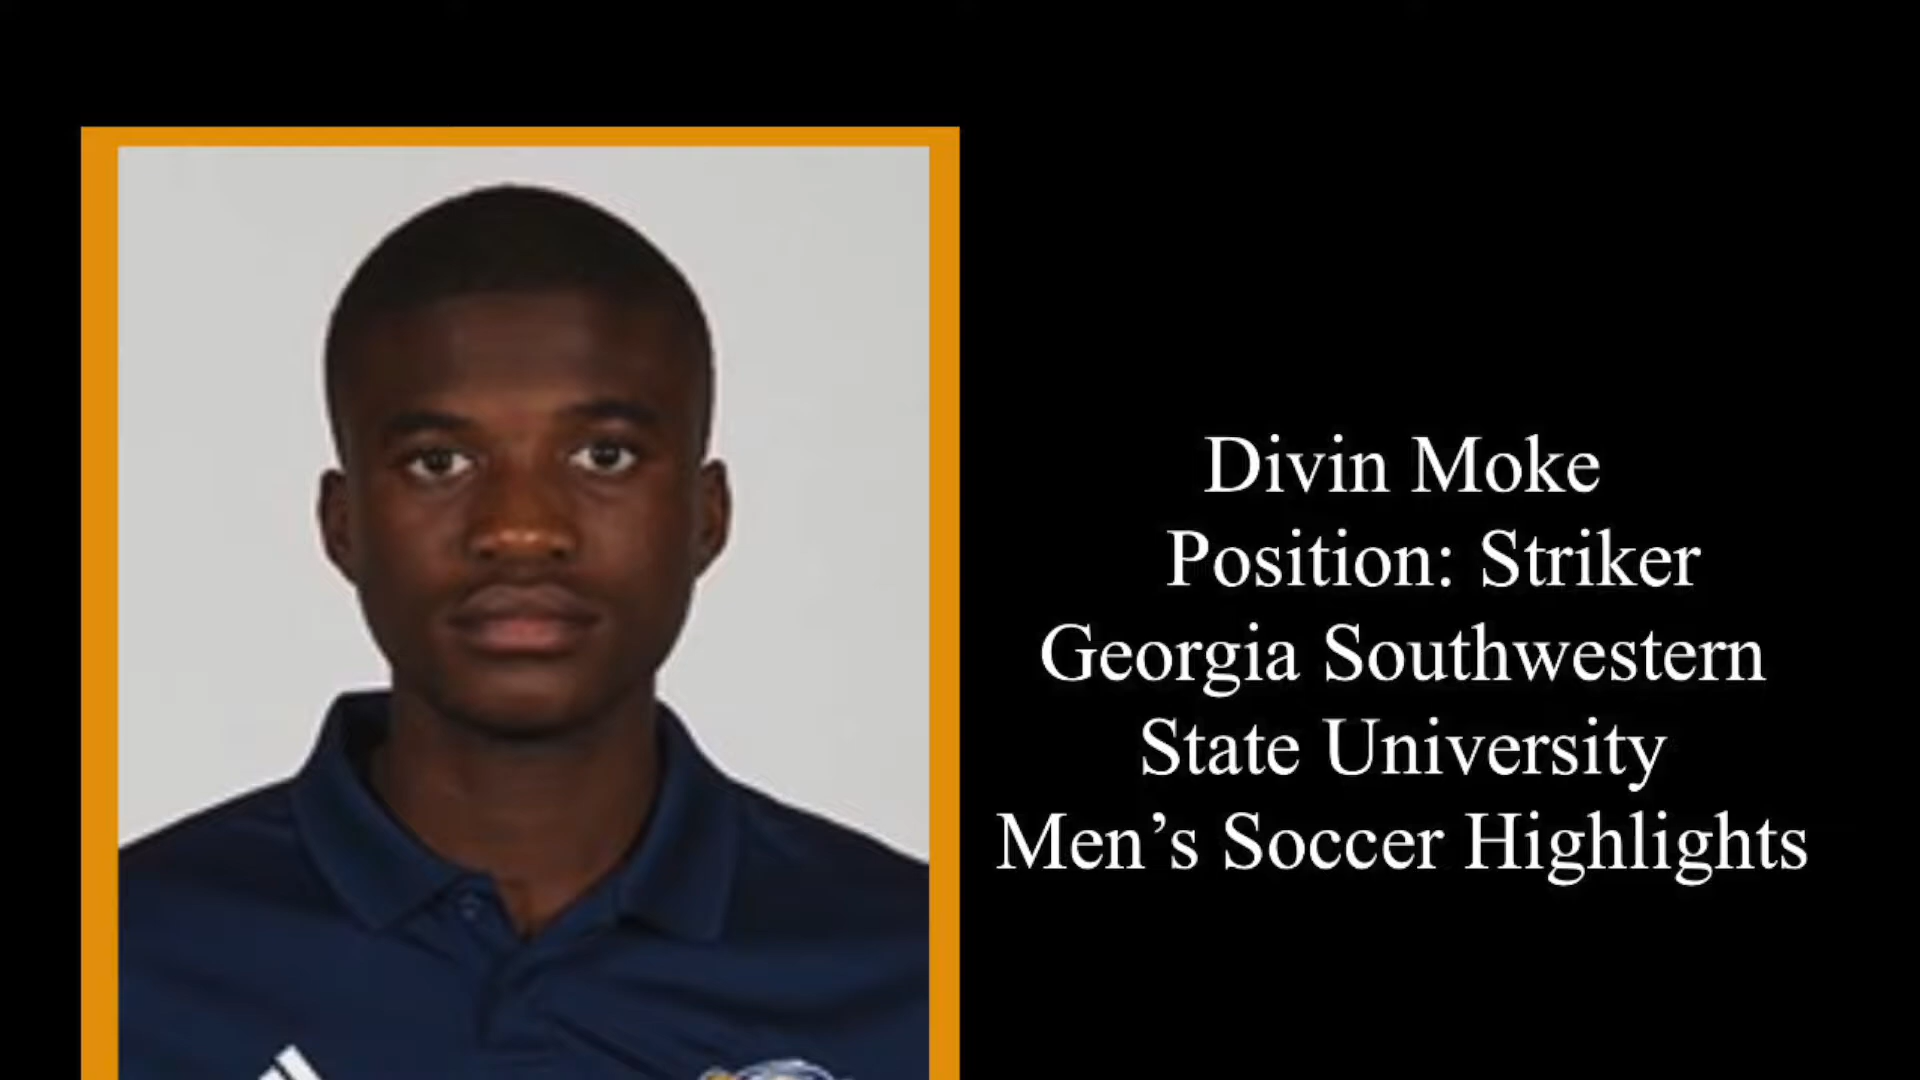 Divin Moke
Position: Striker
Georgia Southwestern
State University
Men’s Soccer Highlights